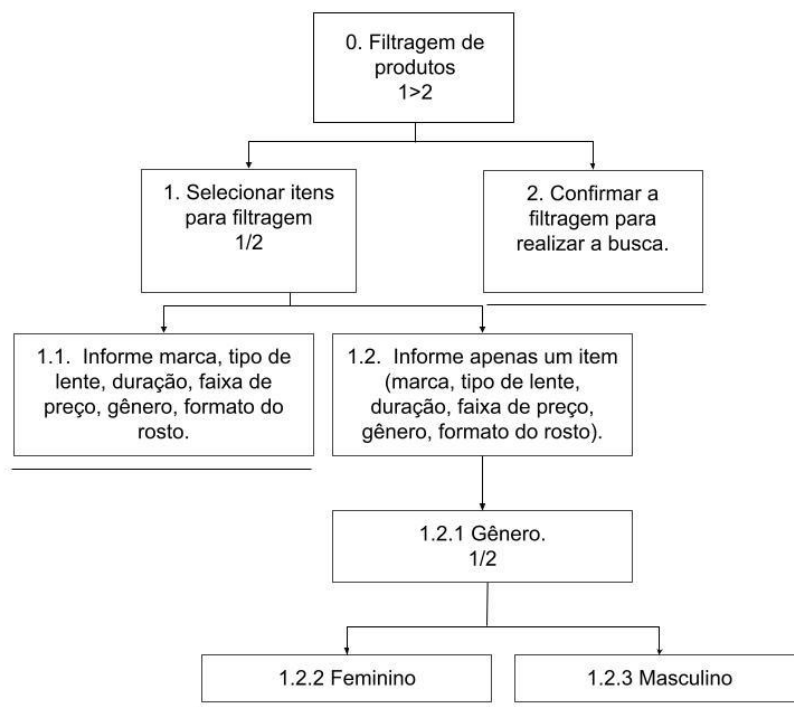 0. Filtragem de
produtos
1>2
1. Selecionar itens
para filtragem
1/2
2. Confirmar a
filtragem para
realizar a busca.
1.1. Informe marca, tipo de
lente, duração, faixa de
preço, gênero, formato do
rosto.
1.2. Informe apenas um item
(marca, tipo de lente,
duração, faixa de preço,
gênero, formato do rosto).
1.2.1 Gênero.
1/2
1.2.2 Feminino
1.2.3 Masculino